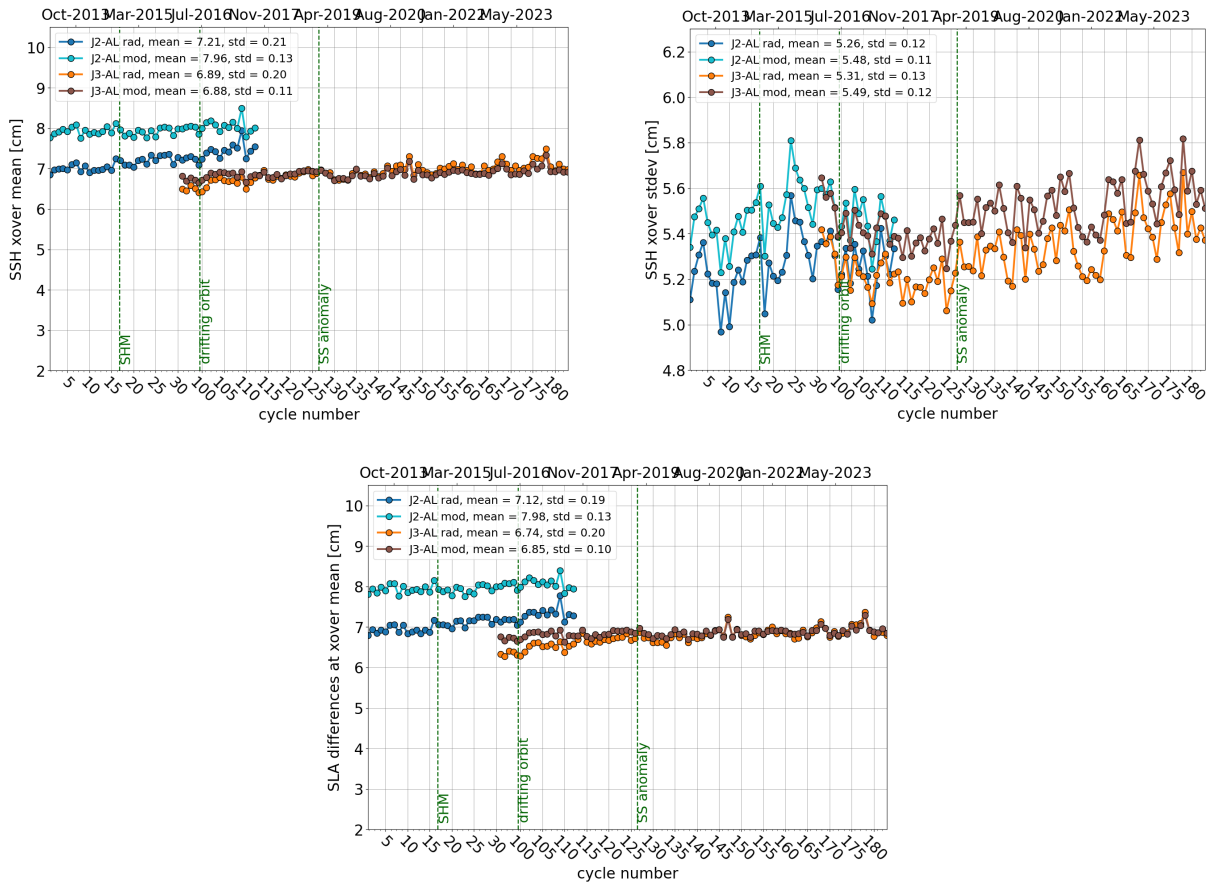 Oct-2013 Mar-2015 Jul-2016 Nov-2017 Apr-2019 Aug-2020 Jan-2022 May-2023
SSH xover mean [cm]
10
9
8
7
6
5
4
3
2
J2-AL rad, mean = 7.21, std = 0.21
J2-AL mod, mean = 7.96, std = 0.13
J3-AL rad, mean = 6.89, std = 0.20
J3-AL mod, mean = 6.88, std = 0.11
SHM
drifting orbit
SS anomaly
5 10 15 20 25 30 100 105 110 115 120 125 130 135 140 145 150 155 160 165 170 175 180
cycle number
Oct-2013 Mar-2015 Jul-2016 Nov-2017 Apr-2019 Aug-2020 Jan-2022 May-2023
SSH xover stdev [cm]
6.2
6.0
5.8
5.6
5.4
5.2
5.0
4.8
J2-AL rad, mean = 5.26, std = 0.12
J2-AL mod, mean = 5.48, std = 0.11
J3-AL rad, mean = 5.31, std = 0.13
J3-AL mod, mean = 5.49, std = 0.12
SHM
drifting orbit
SS anomaly
5 10 15 20 25 30 100 105 110 115 120 125 130 135 140 145 150 155 160 165 170 175 180
cycle number
Oct-2013 Mar-2015 Jul-2016 Nov-2017 Apr-2019 Aug-2020 Jan-2022 May-2023
SLA differences at xover mean [cm]
10
9
8
7
6
5
4
3
2
J2-AL rad, mean = 7.12, std = 0.19
J2-AL mod, mean = 7.98, std = 0.13
J3-AL rad, mean = 6.74, std = 0.20
J3-AL mod, mean = 6.85, std = 0.10
SHM
drifting orbit
SS anomaly
5 10 15 20 25 30 100 105 110 115 120 125 130 135 140 145 150 155 160 165 170 175 180
cycle number